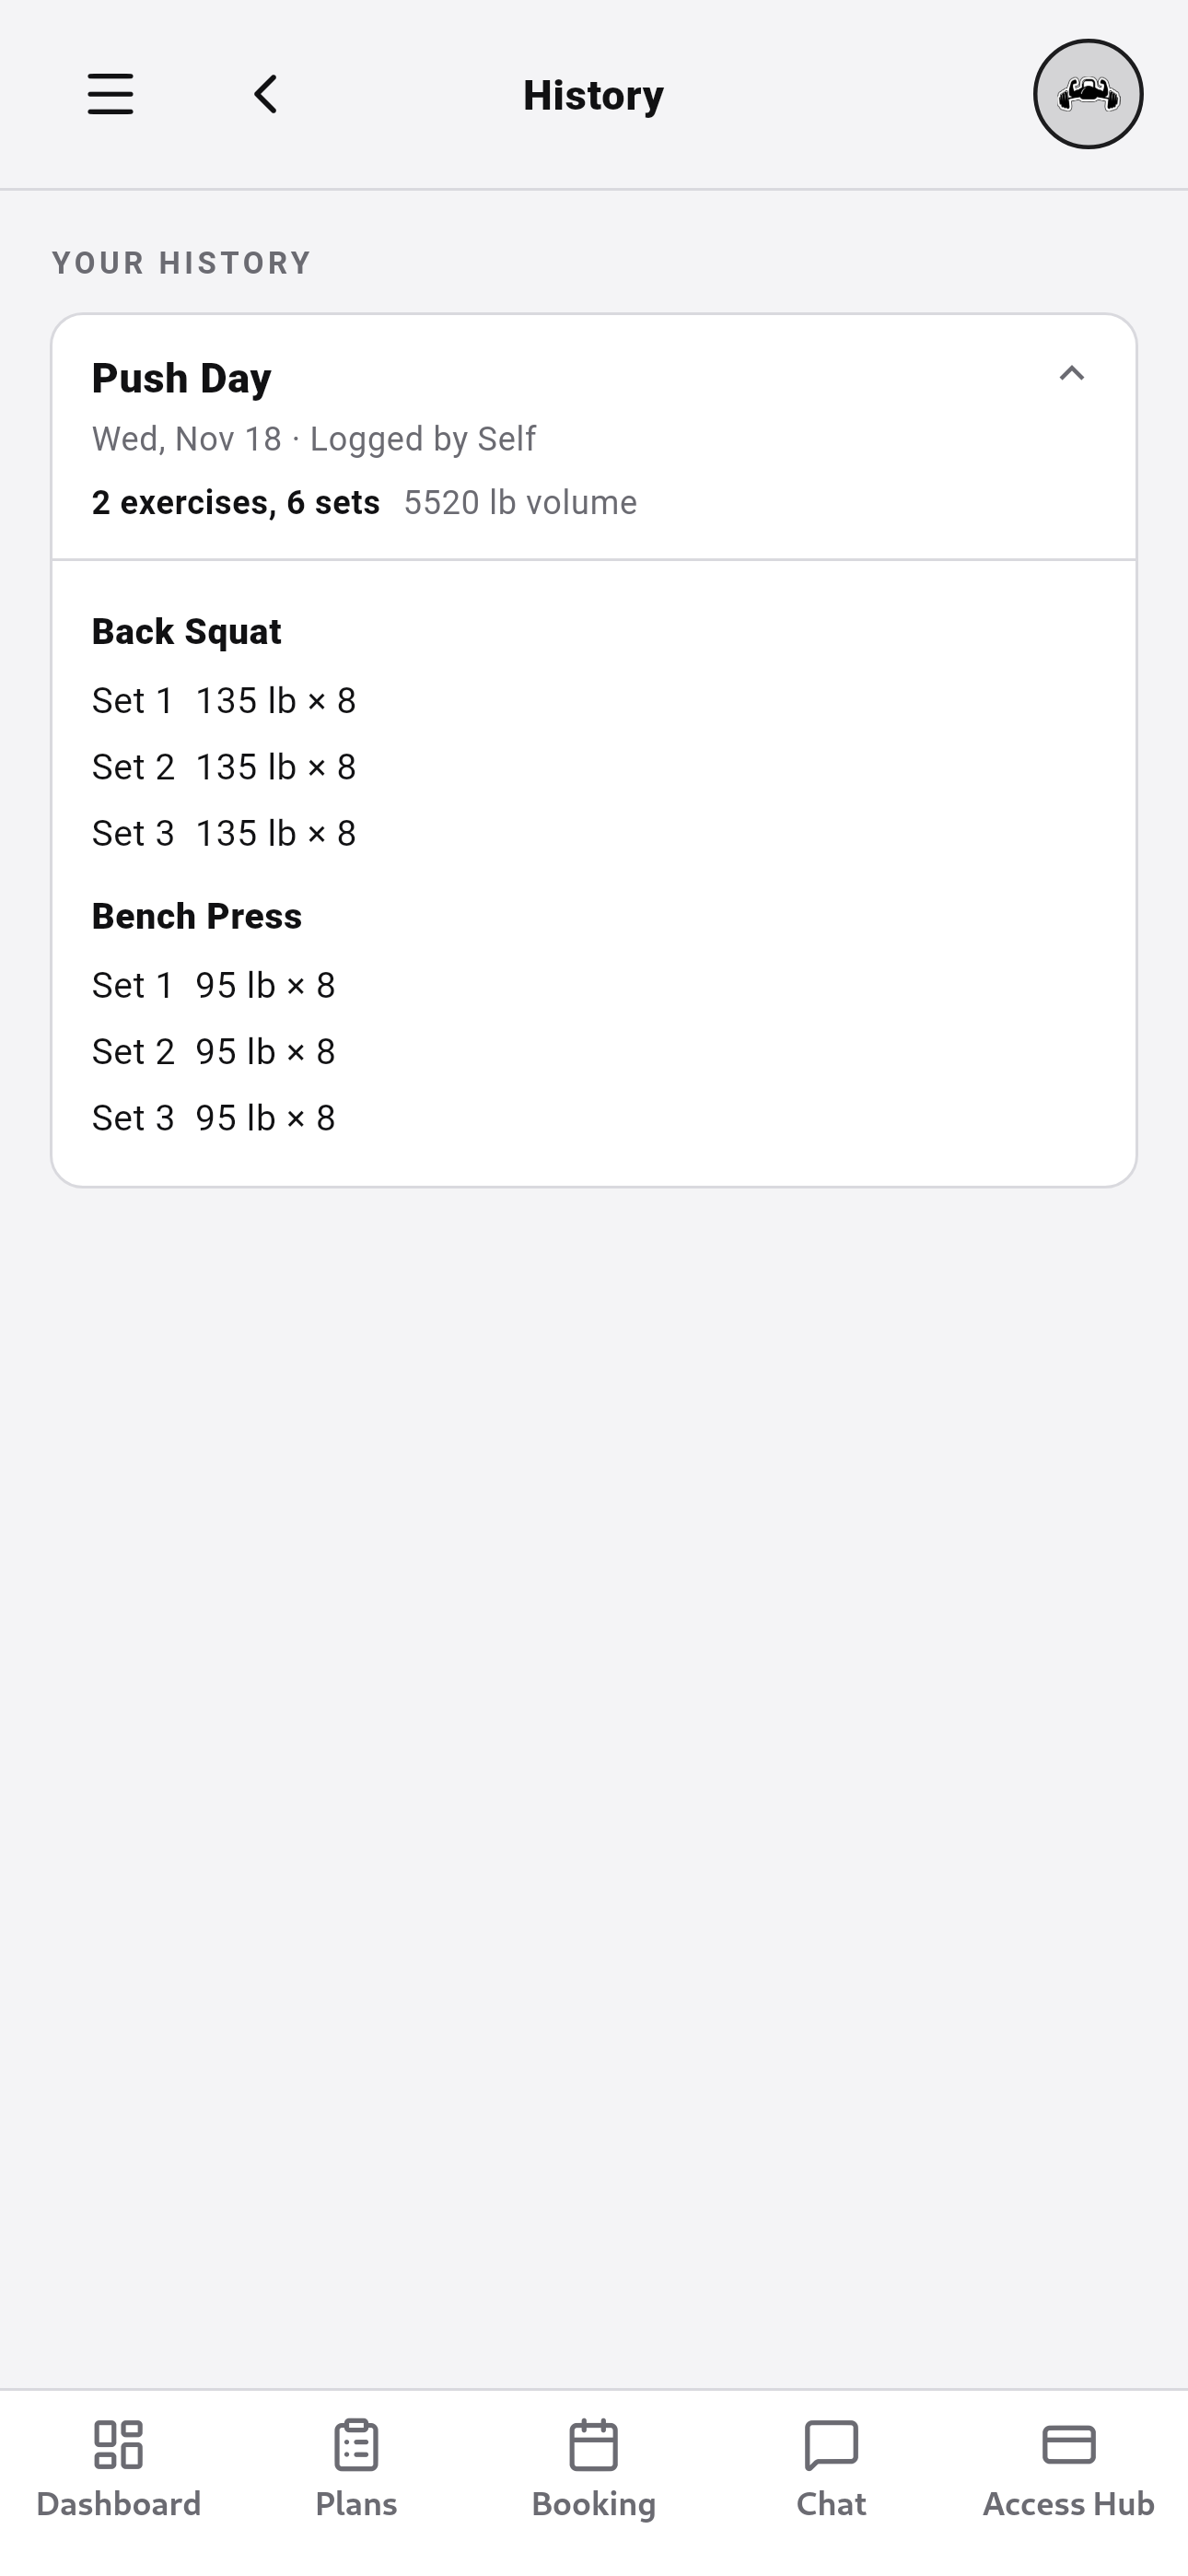 History
YOUR HISTORY
Push Day
Wed, Nov 18 · Logged by Self
2 exercises, 6 sets 5520 lb volume
Back Squat
Set 1 135 lb × 8
Set 2 135 lb × 8
Set 3 135 lb × 8
Bench Press
Set 1 95 lb × 8
Set 2 95 lb × 8
Set 3 95 lb × 8
Dashboard Plans Booking Chat Access Hub